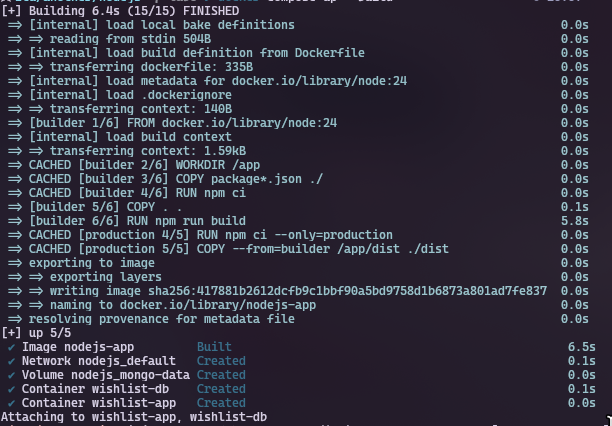 [+] Building 6.4s (15/15) FINISHED
=> [internal] load local bake definitions 0.0s
=> => reading from stdin 504B 0.0s
=> [internal] load build definition from Dockerfile 0.0s
=> => transferring dockerfile: 335B 0.0s
=> [internal] load metadata for docker.io/library/node:24 0.0s
=> [internal] load .dockerignore 0.0s
=> => transferring context: 140B 0.0s
=> [builder 1/6] FROM docker.io/library/node:24 0.0s
=> [internal] load build context 0.0s
=> => transferring context: 1.59kB 0.0s
=> CACHED [builder 2/6] WORKDIR /app 0.0s
=> CACHED [builder 3/6] COPY package*.json ./ 0.0s
=> CACHED [builder 4/6] RUN npm ci 0.0s
=> [builder 5/6] COPY . . 0.1s
=> [builder 6/6] RUN npm run build 5.8s
=> CACHED [production 4/5] RUN npm ci --only=production 0.0s
=> CACHED [production 5/5] COPY --from=builder /app/dist ./dist 0.0s
=> exporting to image 0.0s
=> => exporting layers 0.0s
=> => writing image sha256:417881b2612dcfb9c1bbf90a5bd9758d1b6873a801ad7fe837 0.0s
=> => naming to docker.io/library/nodejs-app 0.0s
=> resolving provenance for metadata file 0.0s
[+] up 5/5
✔ Image nodejs-app Built 6.5s
✔ Network nodejs_default Created 0.1s
✔ Volume nodejs_mongo-data Created 0.0s
✔ Container wishlist-db Created 0.1s
✔ Container wishlist-app Created 0.0s
Attaching to wishlist-app, wishlist-db